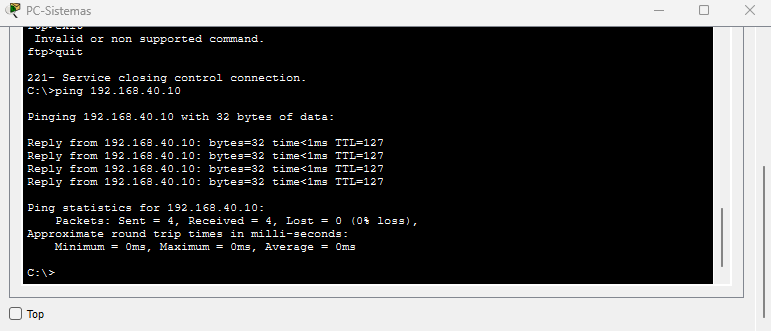 PC-Sistemas
Invalid or non supported command.
ftp>quit
221- Service closing control connection.
C:\>ping 192.168.40.10
Pinging 192.168.40.10 with 32 bytes of data:
Reply from 192.168.40.10: bytes=32 time<1ms TTL=127
Reply from 192.168.40.10: bytes=32 time<1ms TTL=127
Reply from 192.168.40.10: bytes=32 time<1ms TTL=127
Reply from 192.168.40.10: bytes=32 time<1ms TTL=127
Ping statistics for 192.168.40.10:
Packets: Sent = 4, Received = 4, Lost = 0 (0% loss),
Approximate round trip times in milli-seconds:
Minimum = 0ms, Maximum = 0ms, Average = 0ms
C:\>
Top